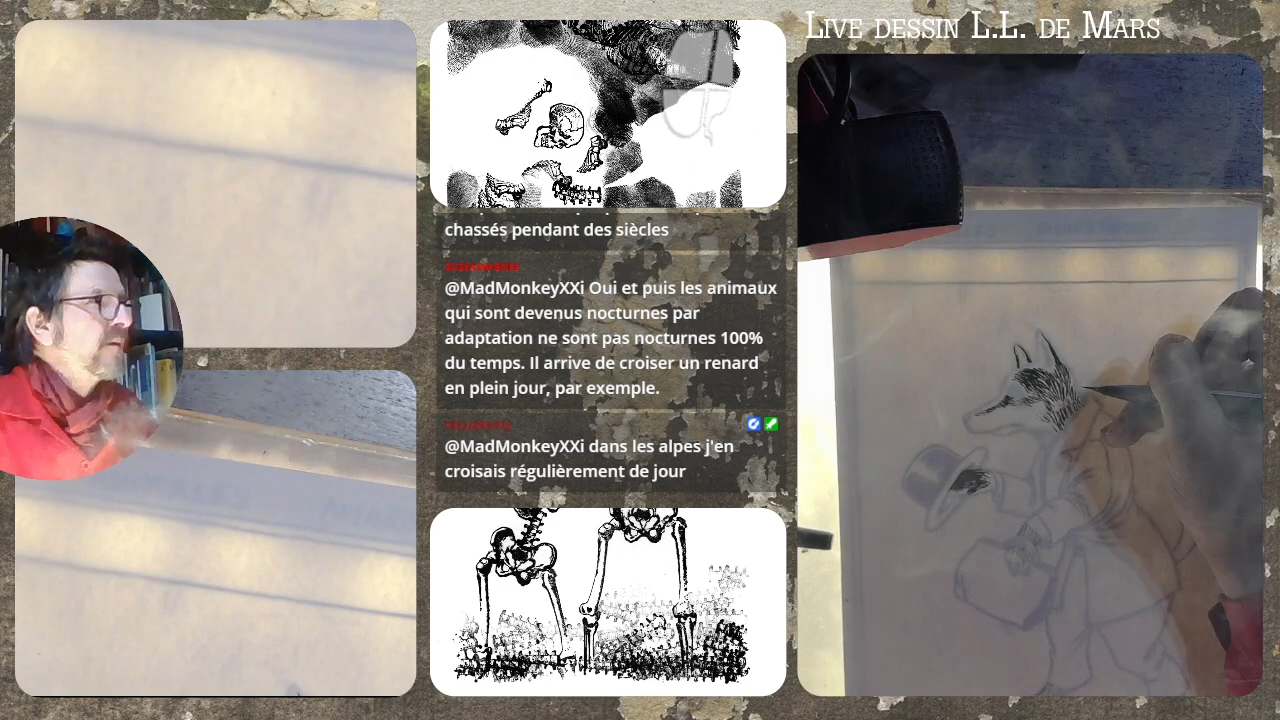 Live dessin L.L. de Mars
chassés pendant des siècles
@MadMonkeyXXi Oui et puis les animaux
qui sont devenus nocturnes par
adaptation ne sont pas nocturnes 100%
du temps. Il arrive de croiser un renard
en plein jour, par exemple.
@MadMonkeyXXi dans les alpes j'en
croisais régulièrement de jour